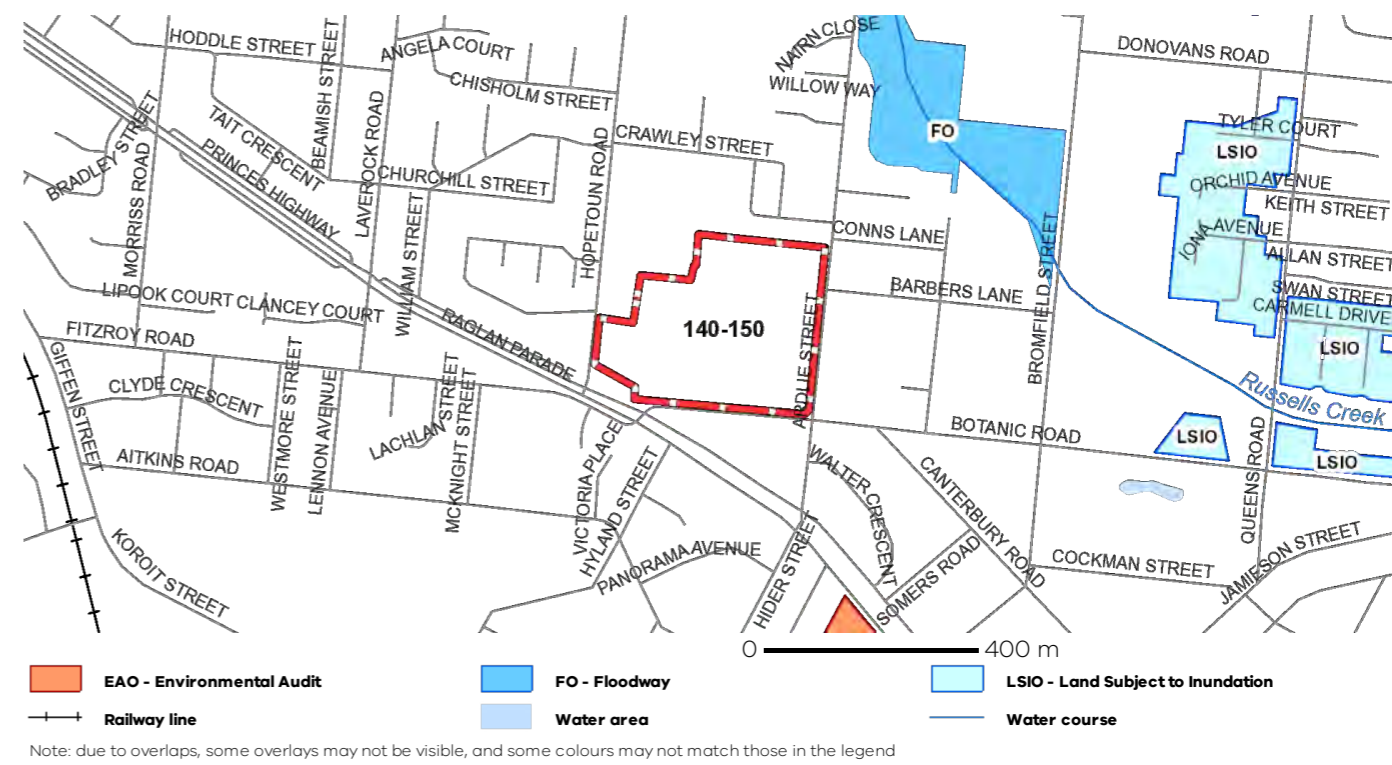 HODDLE STREET
BEAMISH STREET
ANGELA COURT
CHISHOLM STREET
NAIRN CLOSE
WILLOW WAY
DONOVANS ROAD
BRADLEY STREET
MORRISS ROAD
TAIT CRESCENT
PRINCES HIGHWAY
LAVEROCK ROAD
CHURCHILL STREET
WILLIAM STREET
HOPETOUN ROAD
CRAWLEY STREET
FO
TYLER COURT
LSIO
ORCHID AVENUE
KEITH STREET
IONA AVENUE
ALLAN STREET
SWAN STREET
CARMELL DRIVE
LSIO
CONNS LANE
BARBERS LANE
BROMFIELD STREET
ARDLIE STREET
140-150
LIPOOK COURT
CLANCEY COURT
RAGLAN PARADE
FITZROY ROAD
GIFFEN STREET
CLYDE CRESCENT
WESTMORE STREET
LENNON AVENUE
LACHLAN STREET
MCKNIGHT STREET
AITKINS ROAD
KOROIT STREET
VICTORIA PLACE
HYLAND STREET
PANORAMA AVENUE
HIDER STREET
WALTER CRESCENT
SOMERS ROAD
CANTERBURY ROAD
BOTANIC ROAD
Russells Creek
LSIO
LSIO
QUEENS ROAD
COCKMAN STREET
JAMIESON STREET
0 400 m
EAO - Environmental Audit
FO - Floodway
LSIO - Land Subject to Inundation
Railway line
Water area
Water course
Note: due to overlaps, some overlays may not be visible, and some colours may not match those in the legend